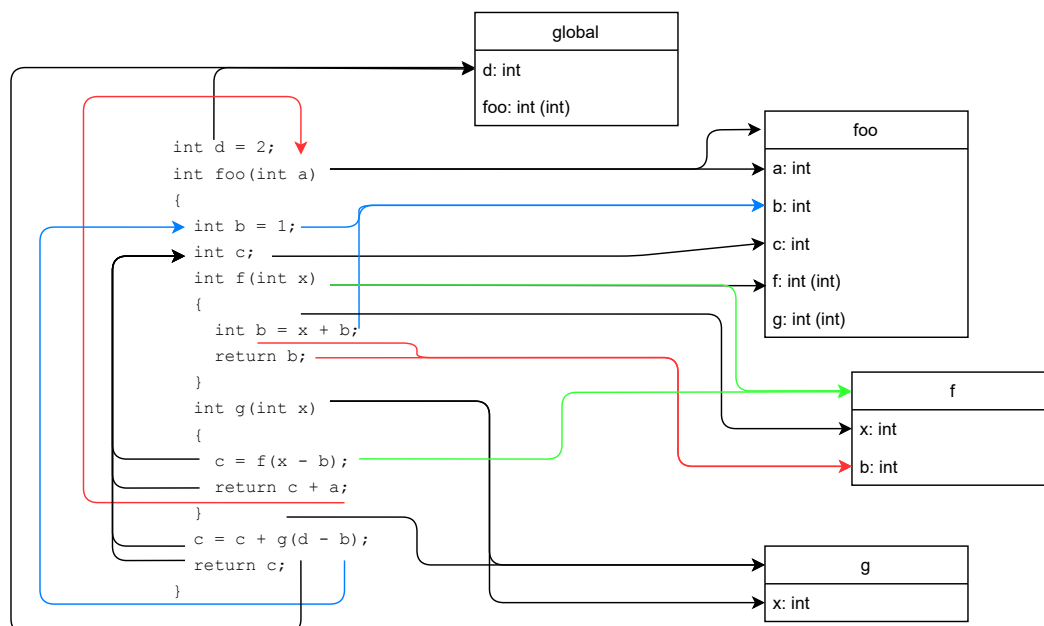 global
d: int
foo: int (int)
foo
a: int
b: int
c: int
f: int (int)
g: int (int)
int d = 2;
int foo(int a)
{
int b = 1;
int c;
int f(int x)
{
int b = x + b;
return b;
}
int g(int x)
{
c = f(x - b);
return c + a;
}
c = c + g(d - b);
return c;
}
f
x: int
b: int
g
x: int